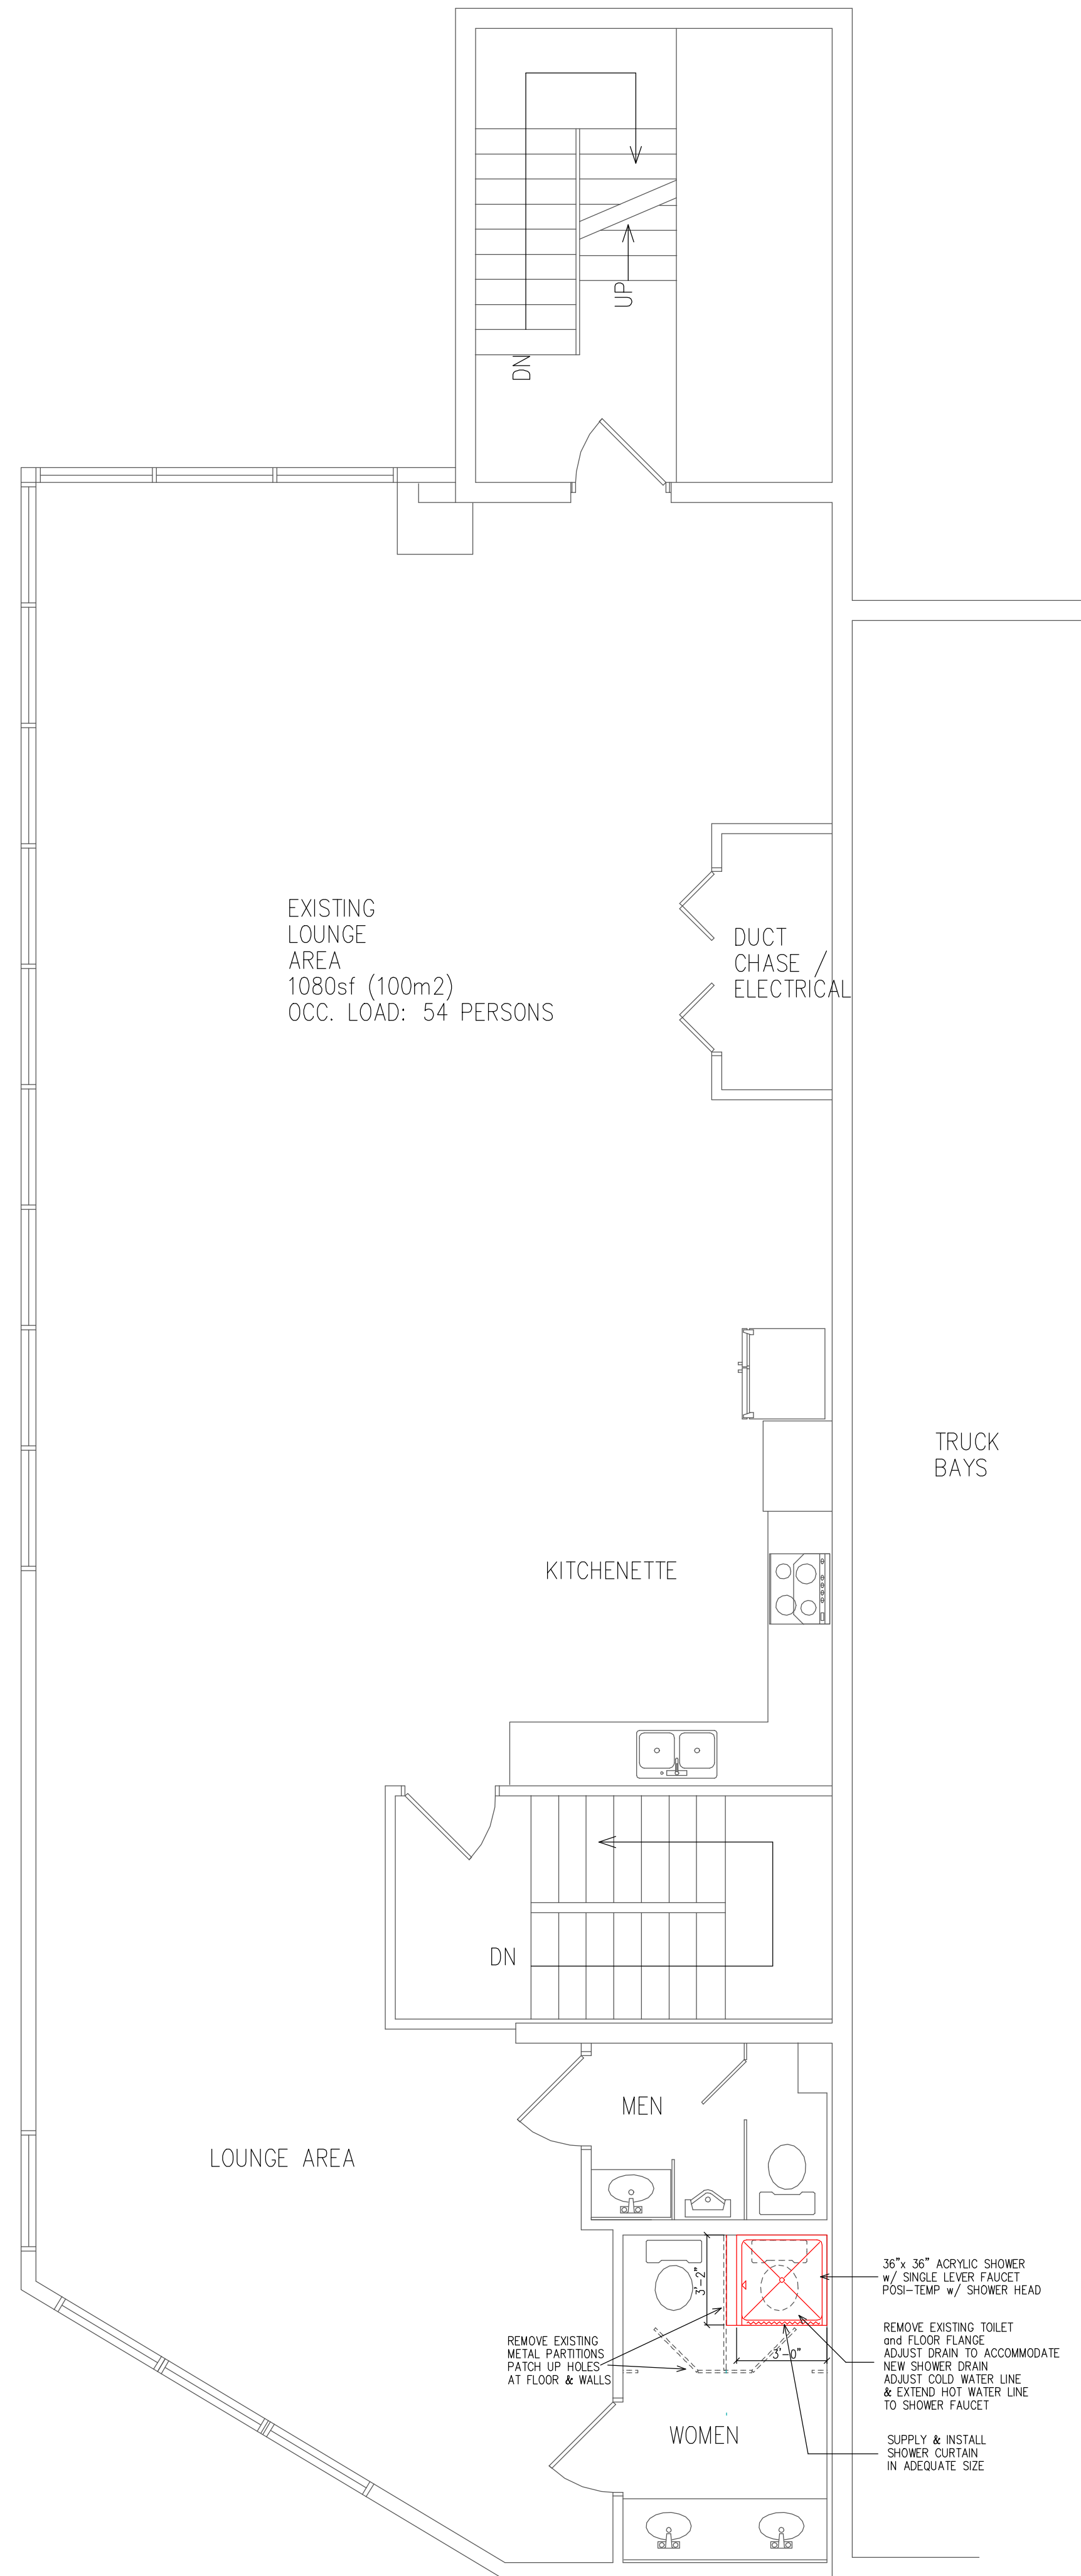 UP
DN
EXISTING
LOUNGE
AREA
1080sf (100m2)
OCC. LOAD: 54 PERSONS
DUCT
CHASE /
ELECTRICAL
TRUCK
BAYS
KITCHENETTE
DN
MEN
LOUNGE AREA
3'-2"
36"x 36" ACRYLIC SHOWER
w/ SINGLE LEVER FAUCET
POSI-TEMP w/ SHOWER HEAD
REMOVE EXISTING
METAL PARTITIONS
PATCH UP HOLES
AT FLOOR & WALLS
3'-0"
REMOVE EXISTING TOILET
and FLOOR FLANGE
ADJUST DRAIN TO ACCOMMODATE
NEW SHOWER DRAIN
ADJUST COLD WATER LINE
& EXTEND HOT WATER LINE
TO SHOWER FAUCET
WOMEN
SUPPLY & INSTALL
SHOWER CURTAIN
IN ADEQUATE SIZE